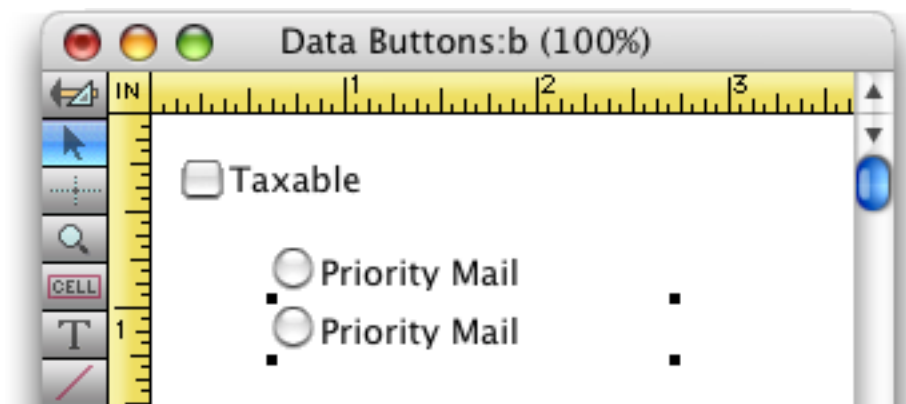 Data Buttons:b (100%)
IN 1 2 3
Taxable
Priority Mail
CELL
Priority Mail
T 1